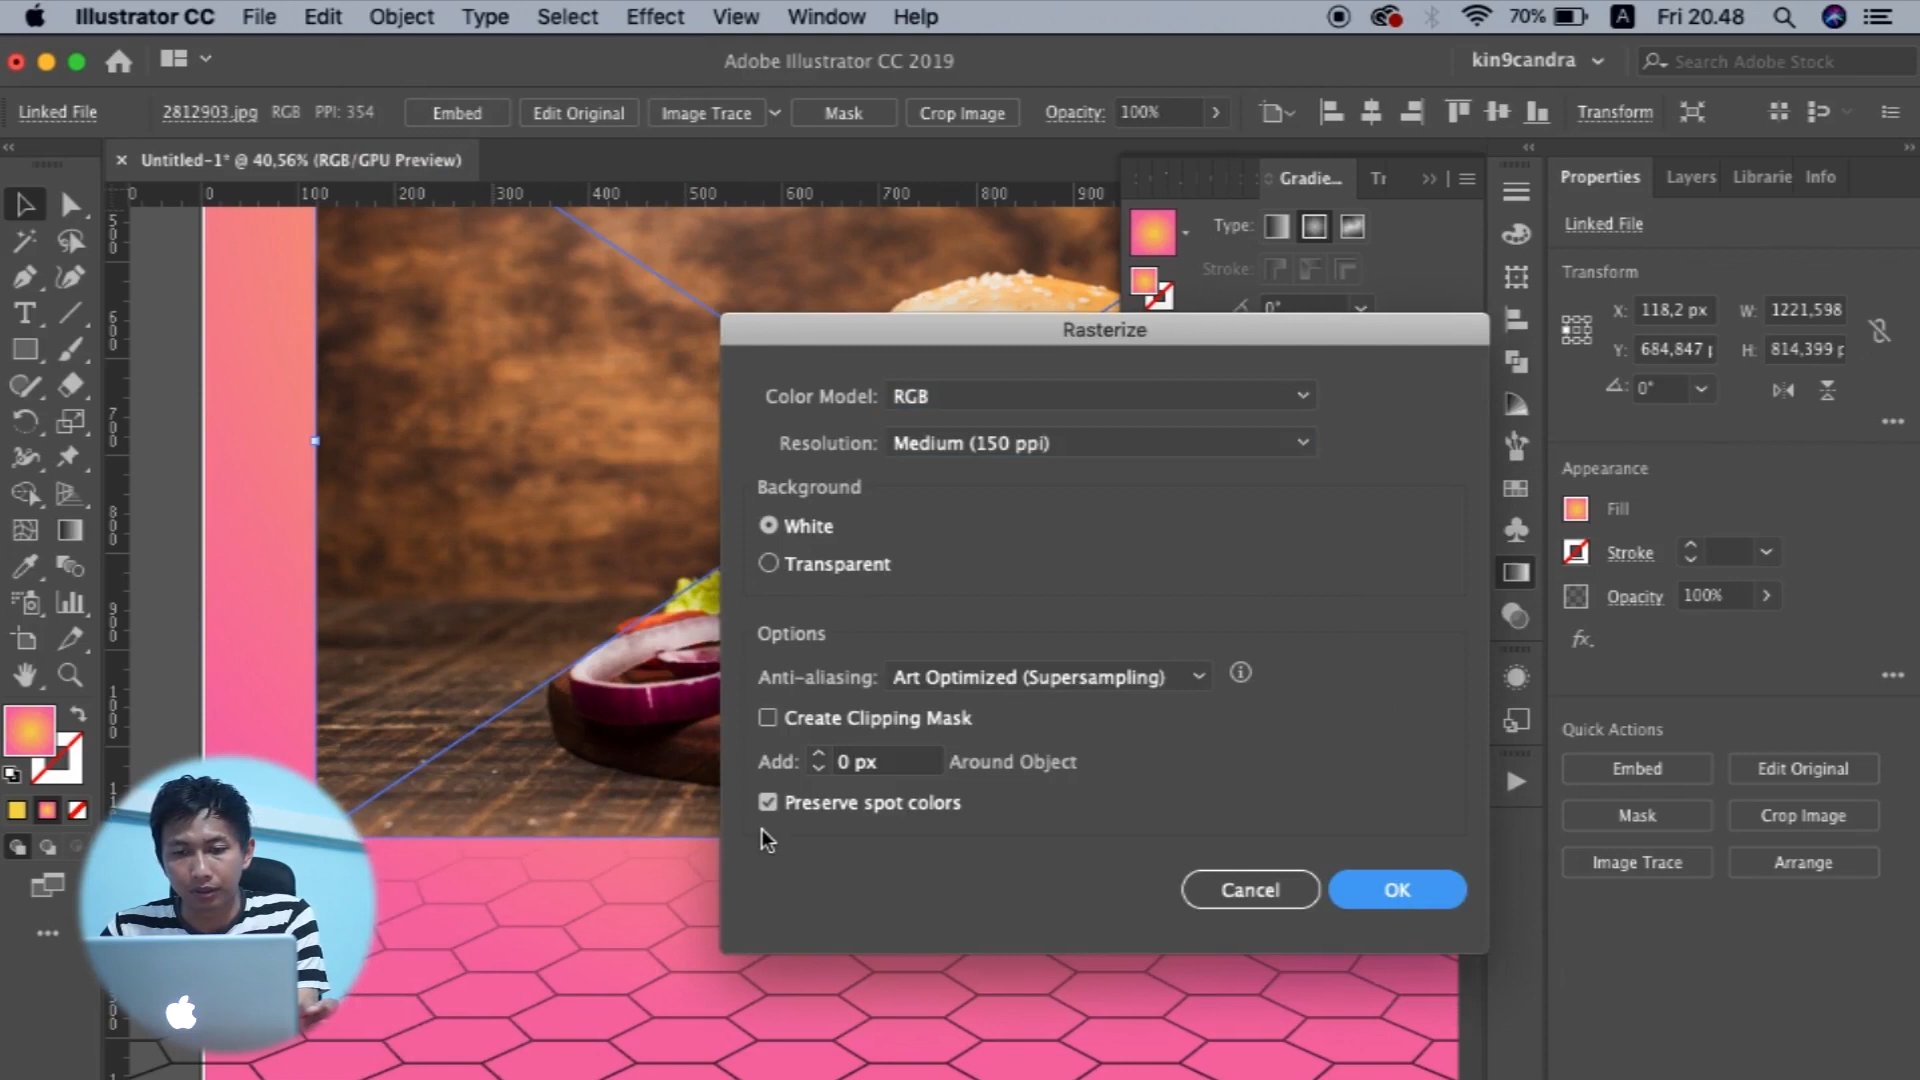 Illustrator CC File Edit Object Type Select Effect View Window Help 70% A Fri 20.48
Adobe Illustrator CC 2019 kin9candra Search Adobe Stock
Linked File 2812903.jpg RGB PPI: 354 Embed Edit Original Image Trace Mask Crop Image Opacity: 100% Transform
Untitled-1* @ 40,56% (RGB/GPU Preview)
0 0 100 200 300 400 500 600 700 800 900
Gradie... Tr
Type:
Stroke:
0°
Properties Layers Librarie Info
Linked File
Transform
X: 118,2 px W: 1221,598
Y: 684,847 H: 814,399
0°
Appearance
Fill
Stroke
Opacity 100%
fx.
Quick Actions
Embed Edit Original
Mask Crop Image
Image Trace Arrange
Rasterize
Color Model: RGB
Resolution: Medium (150 ppi)
Background
White
Transparent
Options
Anti-aliasing: Art Optimized (Supersampling)
Create Clipping Mask
Add: 0 px Around Object
Preserve spot colors
Cancel OK
500
600
700
800
900
1000